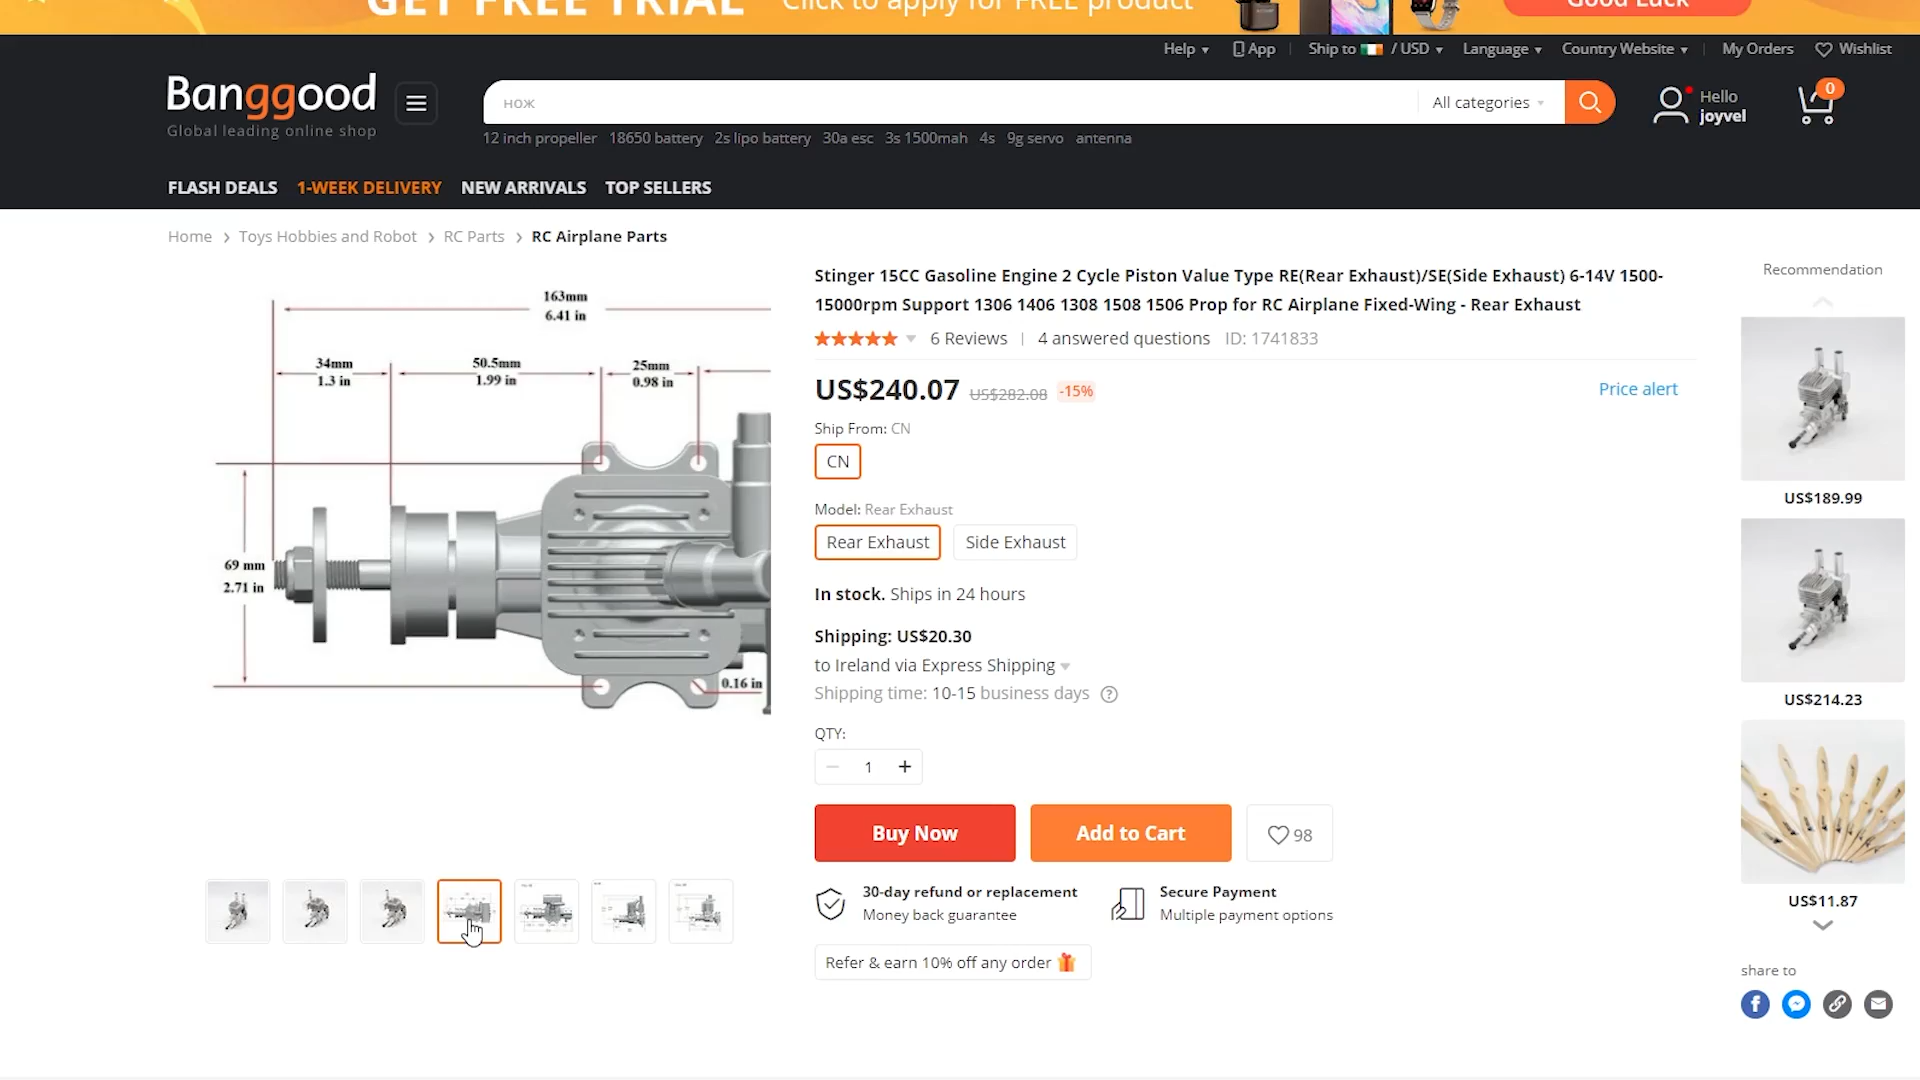 GET FREE TRIAL
Click to apply for FREE product
Good Luck
Help
App
Ship to / USD
Language
Country Website
My Orders
Wishlist
Banggood
Global leading online shop
нож
All categories
Hello
joyvel
0
12 inch propeller 18650 battery 2s lipo battery 30a esc 3s 1500mah 4s 9g servo antenna
FLASH DEALS 1-WEEK DELIVERY NEW ARRIVALS TOP SELLERS
Home > Toys Hobbies and Robot > RC Parts > RC Airplane Parts
163mm
6.41 in
34mm
1.3 in
50.5mm
1.99 in
25mm
0.98 in
69 mm
2.71 in
0.16 in
Stinger 15CC Gasoline Engine 2 Cycle Piston Value Type RE(Rear Exhaust)/SE(Side Exhaust) 6-14V 1500-
15000rpm Support 1306 1406 1308 1508 1506 Prop for RC Airplane Fixed-Wing - Rear Exhaust
6 Reviews | 4 answered questions ID: 1741833
US$240.07 US$282.08 -15%
Price alert
Ship From: CN
CN
Model: Rear Exhaust
Rear Exhaust
Side Exhaust
In stock. Ships in 24 hours
Shipping: US$20.30
to Ireland via Express Shipping
Shipping time: 10-15 business days ?
QTY:
1
Buy Now
Add to Cart
98
30-day refund or replacement
Money back guarantee
Secure Payment
Multiple payment options
Refer & earn 10% off any order
Recommendation
US$189.99
US$214.23
US$11.87
share to